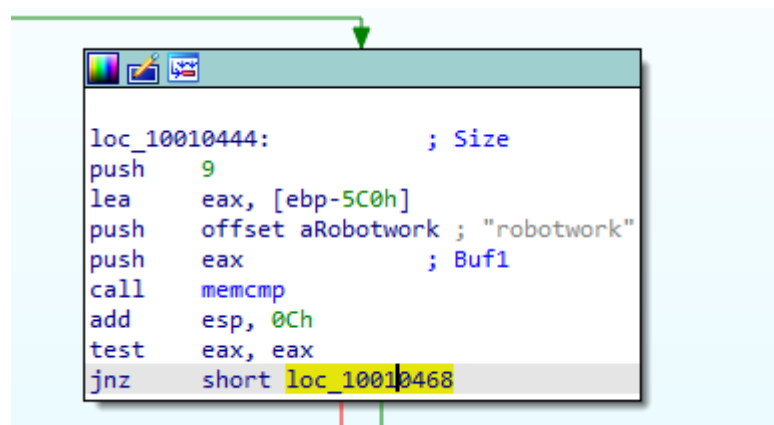 loc_10010444: ; Size
push 9
lea eax, [ebp-5C0h]
push offset aRobotwork ; "robotwork"
push eax ; Buf1
call memcmp
add esp, 0Ch
test eax, eax
jnz short loc_10010468